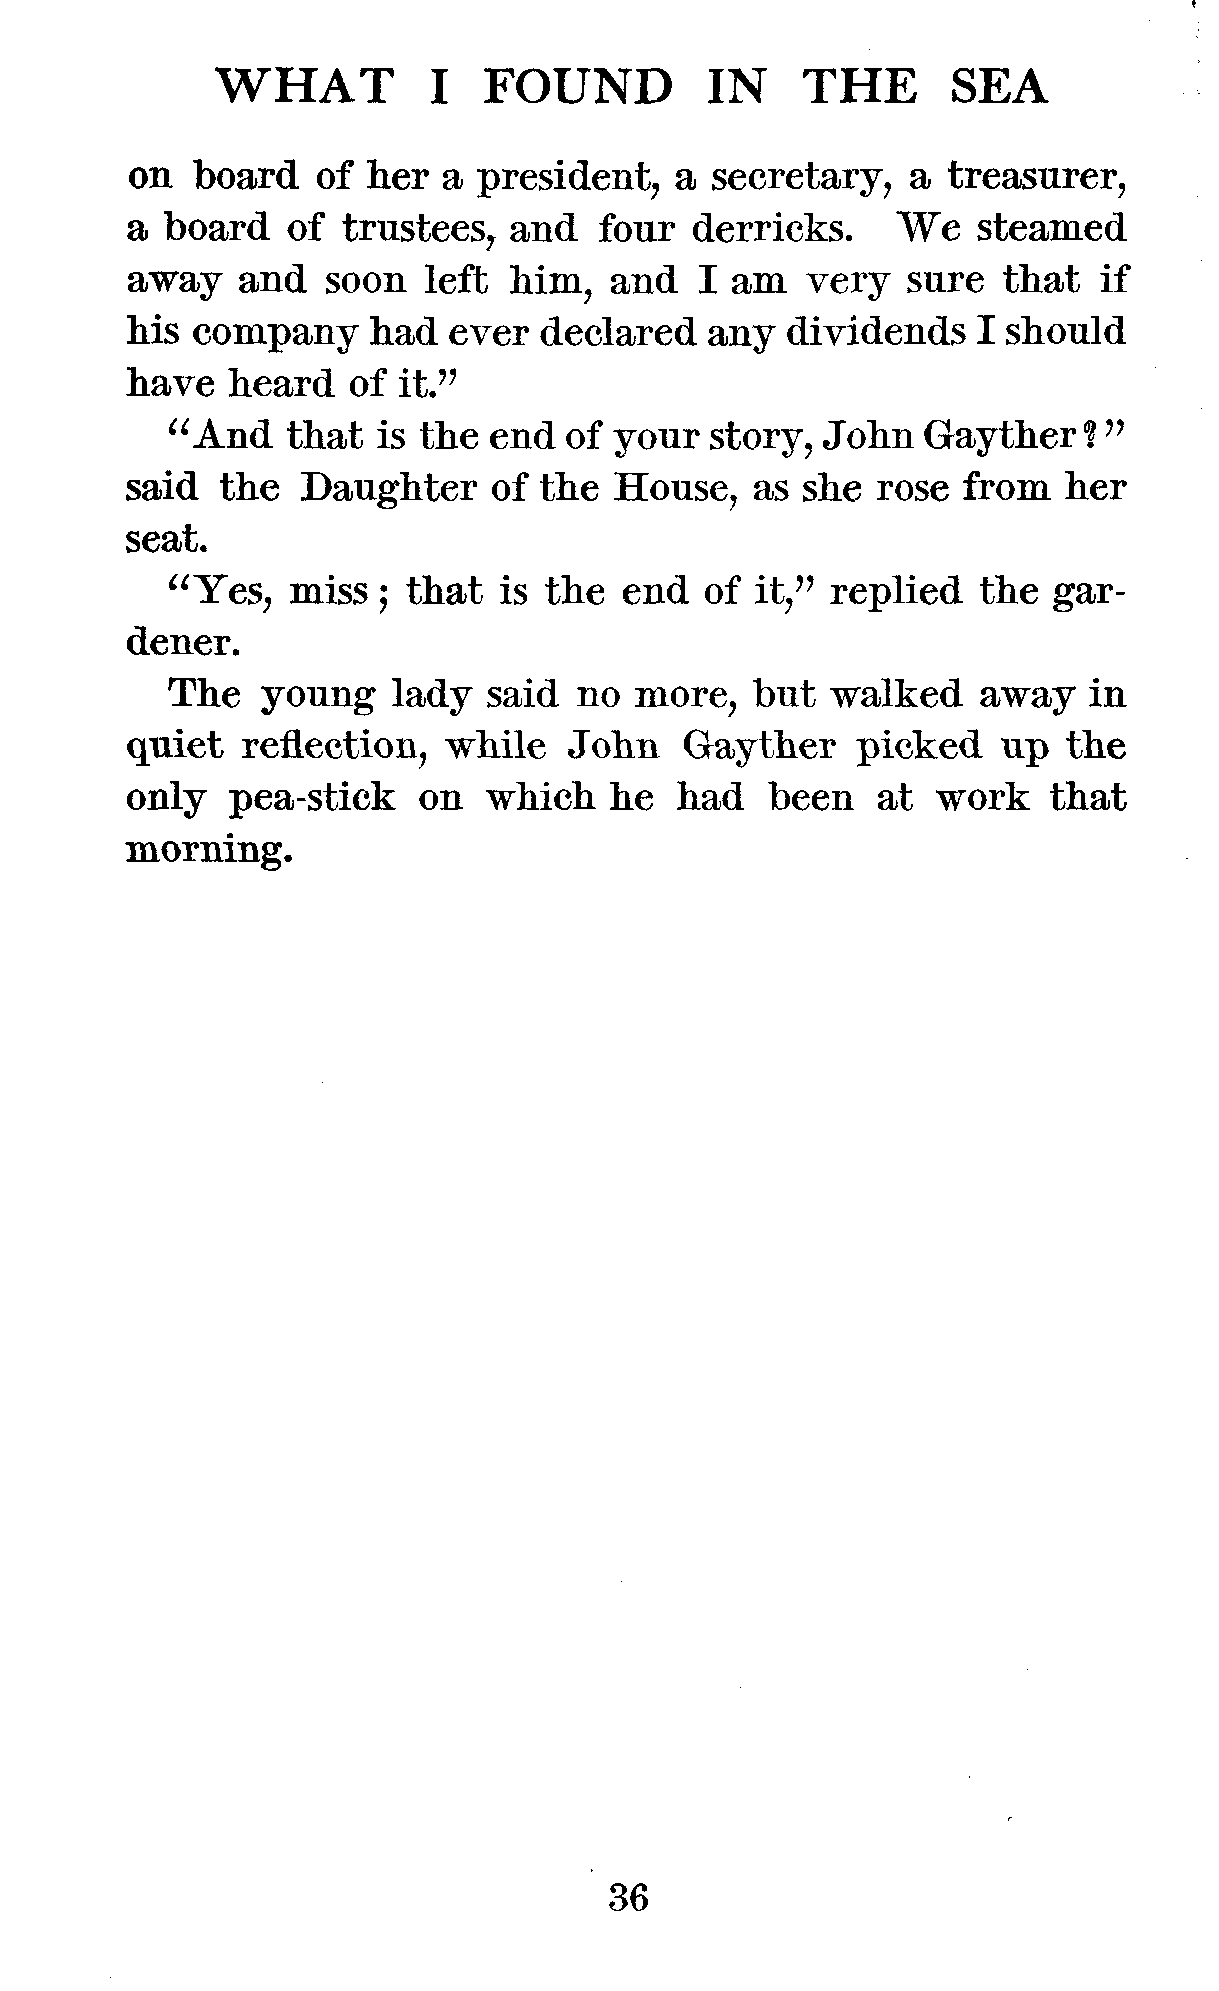 WHAT I FOUND IN THE SEA
on board of her a president, a secretary, a treasurer,
a board of trustees, and four derricks. We steamed
away and soon left him, and I am very sure that if
his company had ever declared any dividends I should
have heard of it.”
“And that is the end of your story, John Gayther?”
said the Daughter of the House, as she rose from her
seat.
“Yes, miss; that is the end of it,” replied the gar-
dener.
The young lady said no more, but walked away in
quiet reflection, while John Gayther picked up the
only pea-stick on which he had been at work that
morning.
36